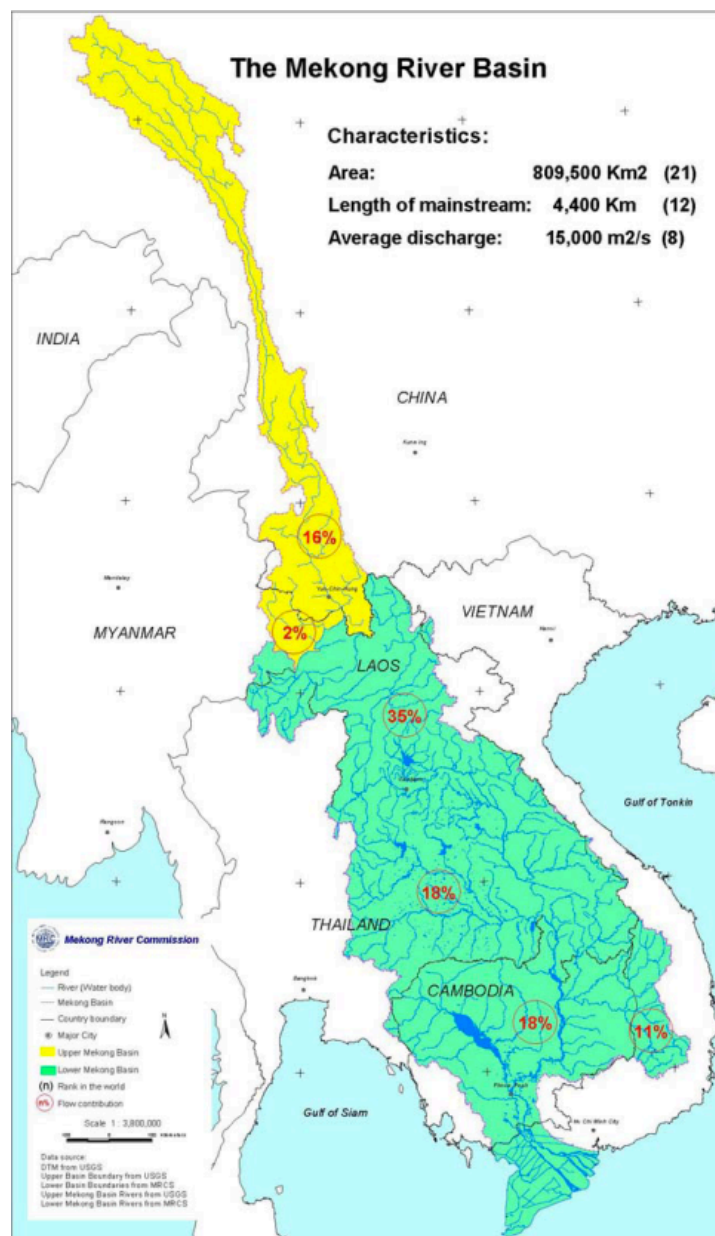 The Mekong River Basin
Characteristics:
Area: 809,500 Km2 (21)
Length of mainstream: 4,400 Km (12)
Average discharge: 15,000 m2/s (8)
INDIA
CHINA
16%
MYANMAR
2%
VIETNAM
LAOS
35%
Gulf of Tonkin
18%
THAILAND
CAMBODIA
18%
11%
Gulf of Siam
Mekong River Commission
Legend
River (Water body)
Mekong Basin
Country boundary
Major City
N
Upper Mekong Basin
Lower Mekong Basin
(n) Rank in the world
n% Flow contribution
Scale 1 : 3,800,000
Data source:
DTM from USGS
Upper Basin Boundary from USGS
Lower Basin Boundaries from MRCS
Upper Mekong Basin Rivers from USGS
Lower Mekong Basin Rivers from MRCS